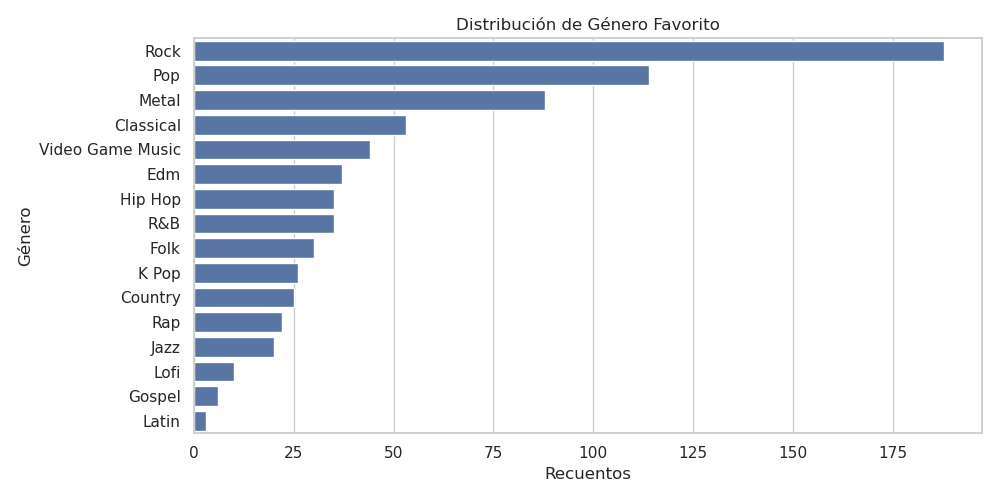 Distribución de Género Favorito
Género
Rock
Pop
Metal
Classical
Video Game Music
Edm
Hip Hop
R&B
Folk
K Pop
Country
Rap
Jazz
Lofi
Gospel
Latin
0 25 50 75 100 125 150 175
Recuentos